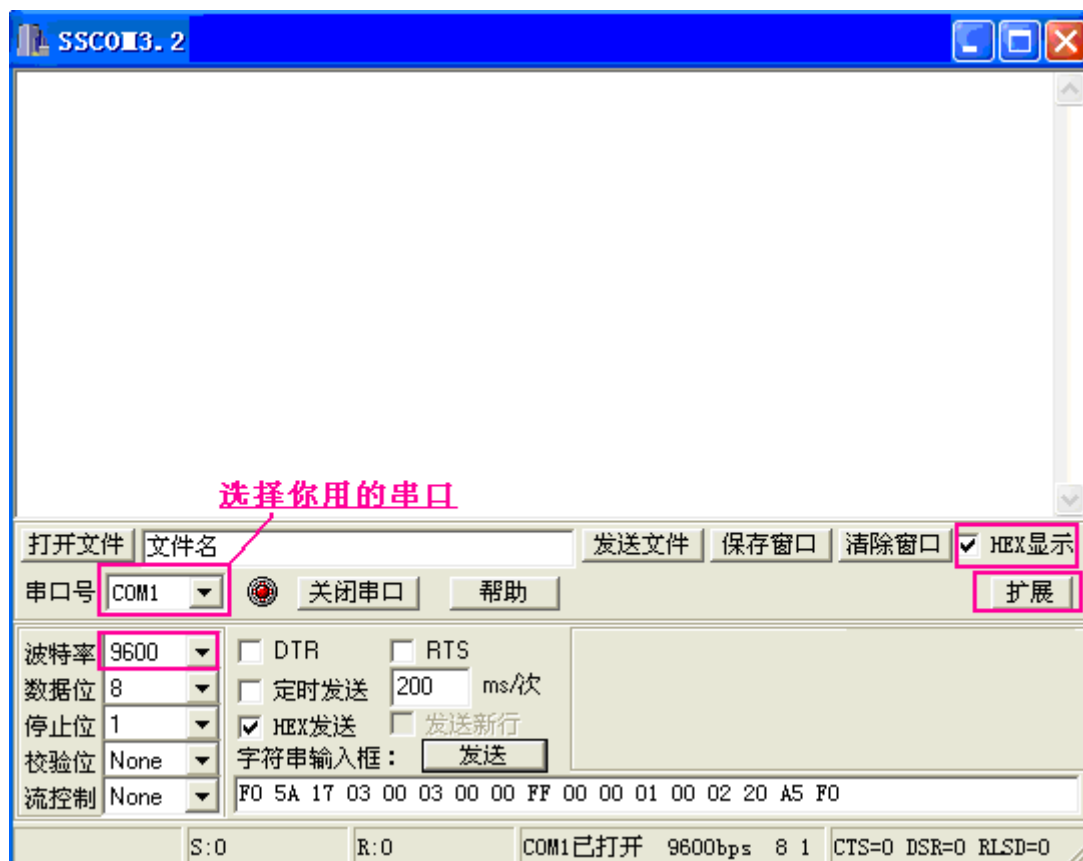 SSCOM3.2
选择你用的串口
打开文件 文件名 发送文件 保存窗口 清除窗口 HEX显示
串口号 COM1 关闭串口 帮助 扩展
波特率 9600 DTR RTS
数据位 8 定时发送 200 ms/次
停止位 1 HEX发送 发送新行
校验位 None 字符串输入框： 发送
流控制 None F0 5A 17 03 00 03 00 00 FF 00 00 01 00 02 20 A5 F0
S:0 R:0 COM1已打开 9600bps 8 1 CTS=0 DSR=0 RLSD=0